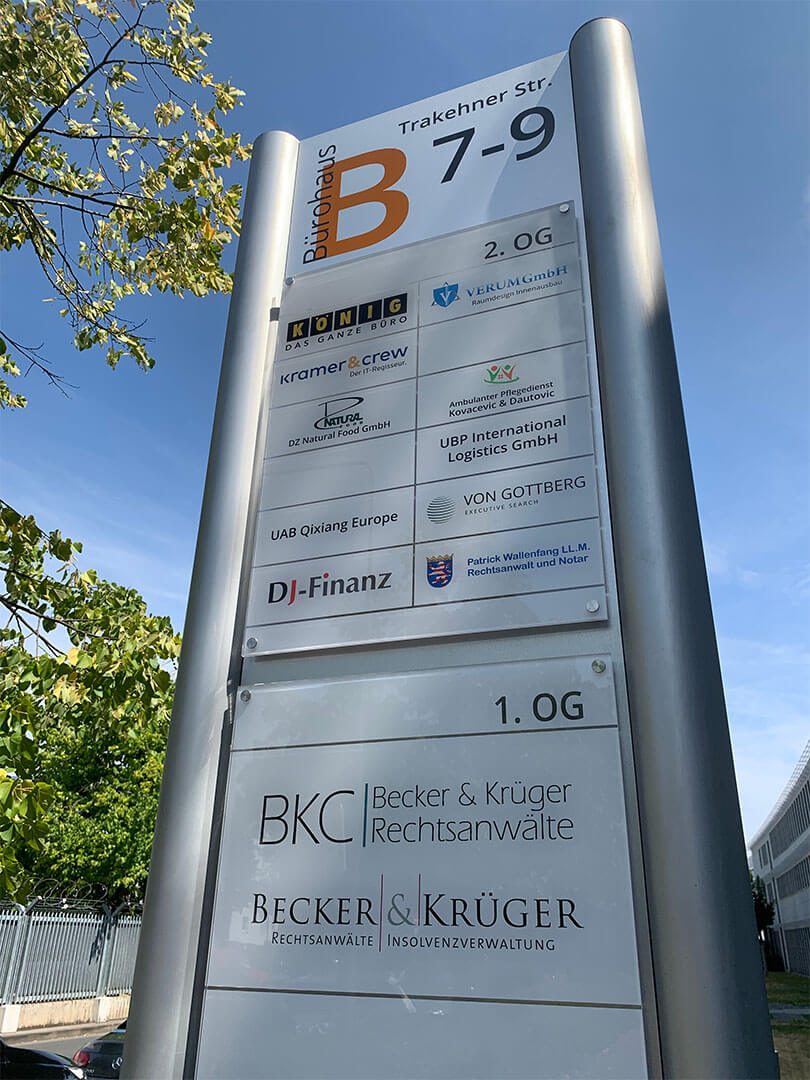 Bürohaus
B
Trakehner Str.
7-9
2. OG
KÖNIG
DAS GANZE BÜRO
VERUM GmbH
Raumdesign Innenausbau
kramer&crew
Der IT-Regisseur.
Ambulanter Pflegedienst
Kovacevic & Dautovic
D NATURAL
FOOD
DZ Natural Food GmbH
UBP International
Logistics GmbH
UAB Qixiang Europe
VON GOTTBERG
EXECUTIVE SEARCH
DJ-Finanz
Patrick Wallenfang LL.M.
Rechtsanwalt und Notar
1. OG
BKC
Becker & Krüger
Rechtsanwälte
BECKER & KRÜGER
RECHTSANWÄLTE INSOLVENZVERWALTUNG